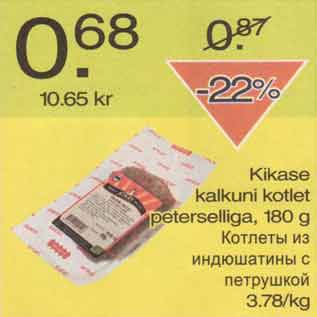 0.68
0.87
10.65 kr
-22%
Kikase
kalkuni kotlet
peterselliga, 180 g
Котлеты из
индюшатины с
петрушкой
3.78/kg